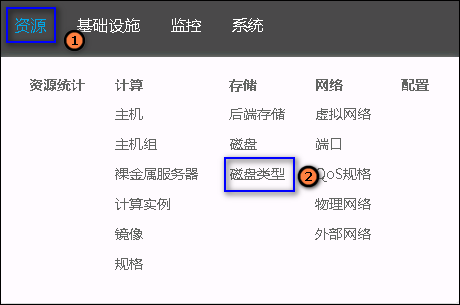 资源 1 基础设施 监控 系统
资源统计 计算 存储 网络 配置
主机 后端存储 虚拟网络
主机组 磁盘 端口
裸金属服务器 磁盘类型 2 QoS规格
计算实例 物理网络
镜像 外部网络
规格